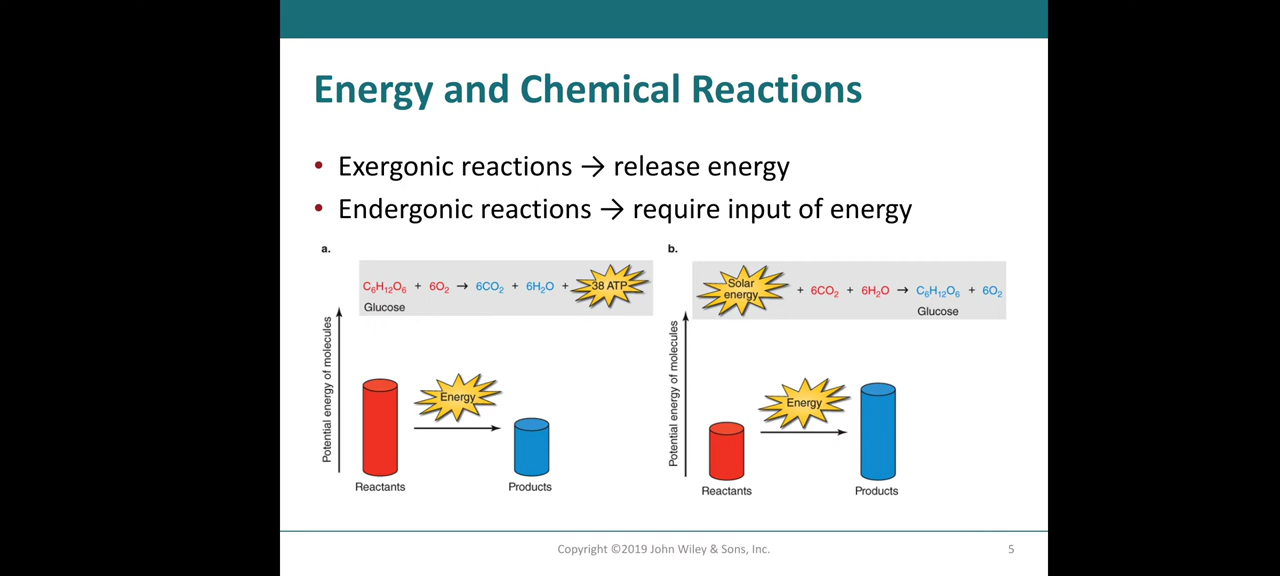 Energy and Chemical Reactions
• Exergonic reactions → release energy
• Endergonic reactions → require input of energy
a.
C₆H₁₂O₆ + 6O₂ → 6CO₂ + 6H₂O + 38 ATP
Glucose
Potential energy of molecules
Energy
Reactants
Products
b.
Solar
energy
+ 6CO₂ + 6H₂O → C₆H₁₂O₆ + 6O₂
Glucose
Potential energy of molecules
Energy
Reactants
Products
Copyright ©2019 John Wiley & Sons, Inc.
5